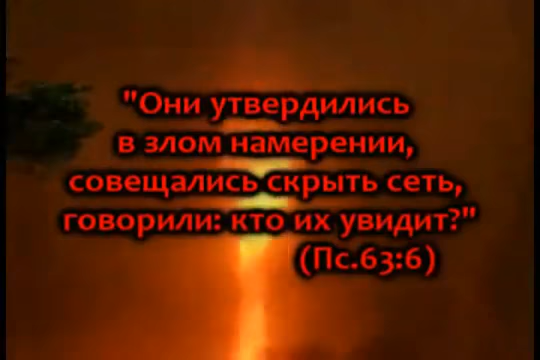 "Они утвердились
в злом намерении,
совещались скрыть сеть,
говорили: кто их увидит?"
(Пс.63:6)